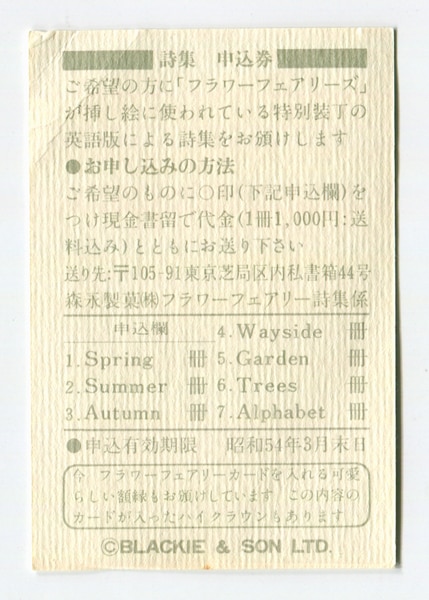 詩集 申込券
ご希望の方に「フラワーフェアリーズ」
が挿し絵に使われている特別装丁の
英語版による詩集をお頒けします
●お申し込みの方法
ご希望のものに○印(下記申込欄)を
つけ現金書留で代金(1冊1,000円:送
料込み)とともにお送り下さい
送り先:〒105-91東京芝局区内私書箱44号
森永製菓㈱フラワーフェアリー詩集係
申込欄
1.Spring 冊
2.Summer 冊
3.Autumn 冊
4.Wayside 冊
5.Garden 冊
6.Trees 冊
7.Alphabet 冊
●申込有効期限 昭和54年3月末日
今 フラワーフェアリーカードを入れる可愛
らしい額縁もお頒けしています この内容の
カードが入ったハイクラウンもあります
©BLACKIE & SON LTD.